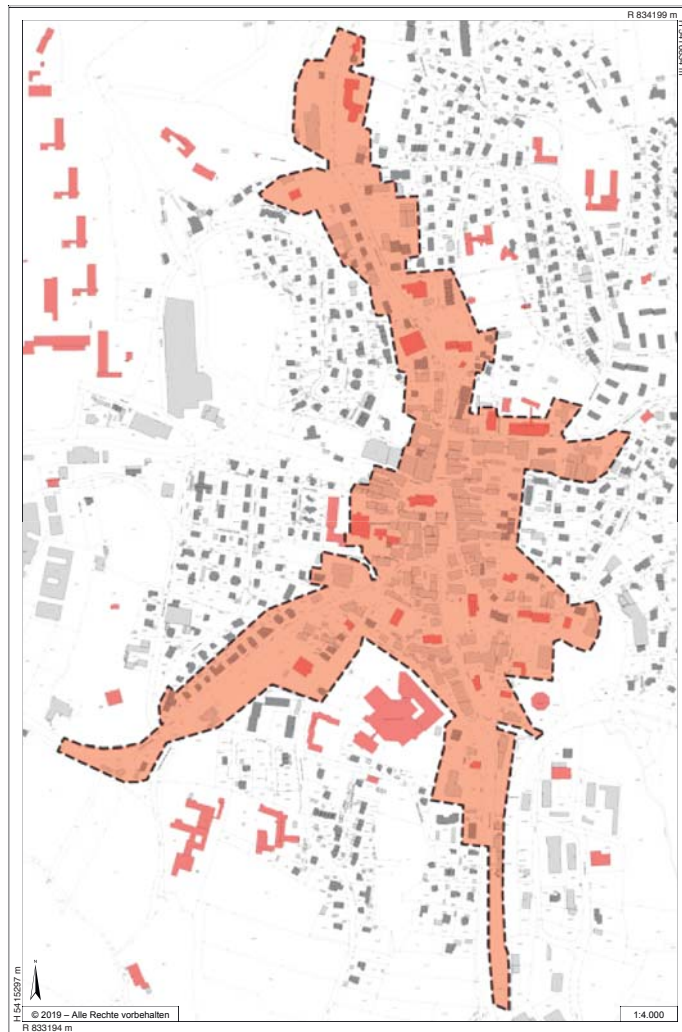 R 834199 m
N
H 5415297 m
© 2019 – Alle Rechte vorbehalten
1:4.000
R 833194 m